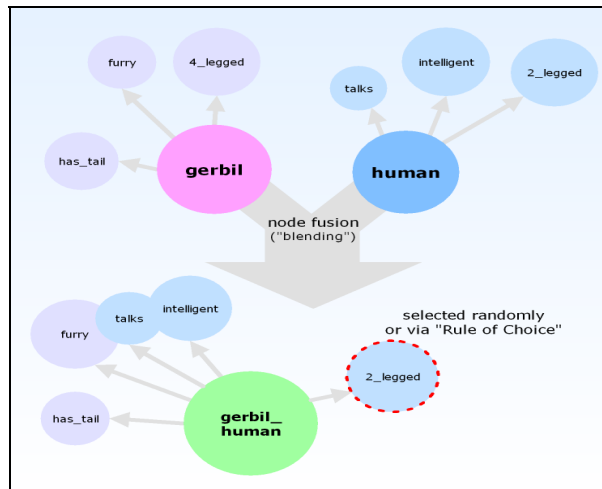 furry
4_legged
has_tail
gerbil
talks
intelligent
2_legged
human
node fusion
("blending")
furry
talks
intelligent
has_tail
gerbil_
human
selected randomly
or via "Rule of Choice"
2_legged